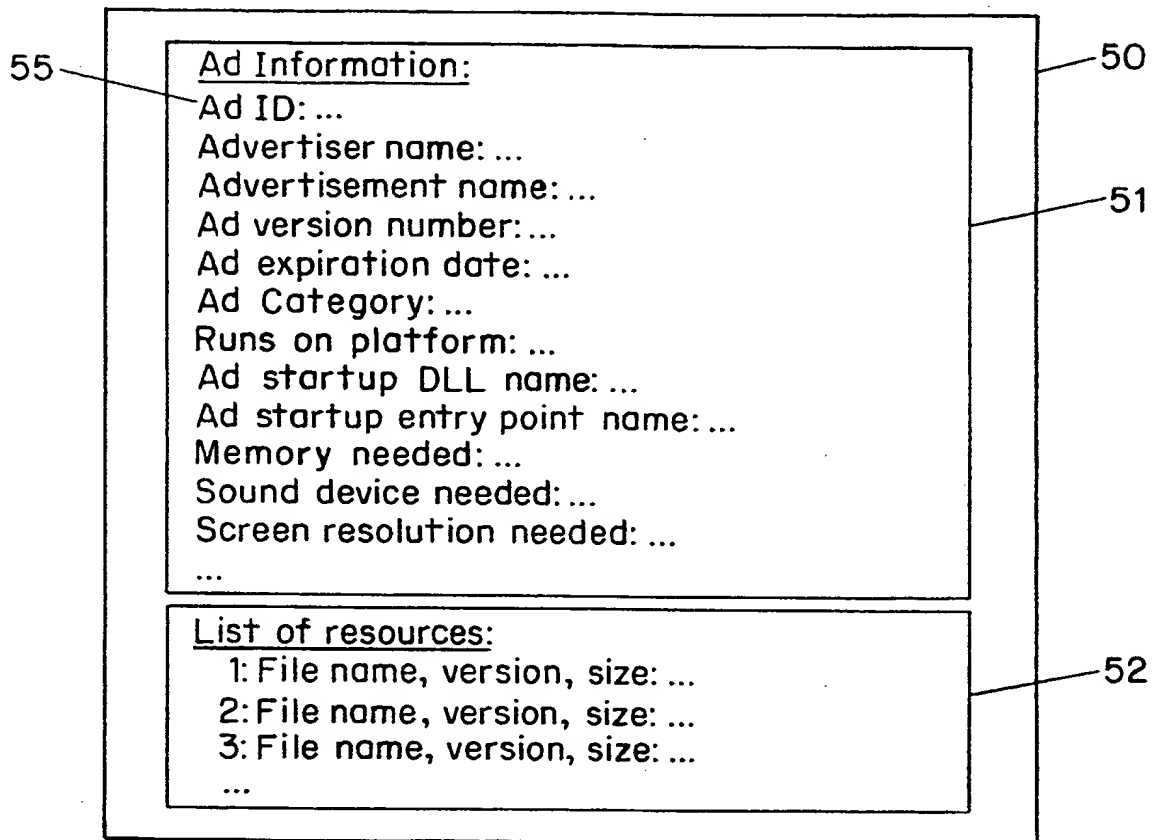 50
55
Ad Information:
Ad ID: ...
Advertiser name: ...
Advertisement name: ...
Ad version number: ...
51
Ad expiration date: ...
Ad Category: ...
Runs on platform: ...
Ad startup DLL name: ...
Ad startup entry point name: ...
Memory needed: ...
Sound device needed: ...
Screen resolution needed: ...
...
List of resources:
1: File name, version, size: ...
52
2: File name, version, size: ...
3: File name, version, size: ...
...